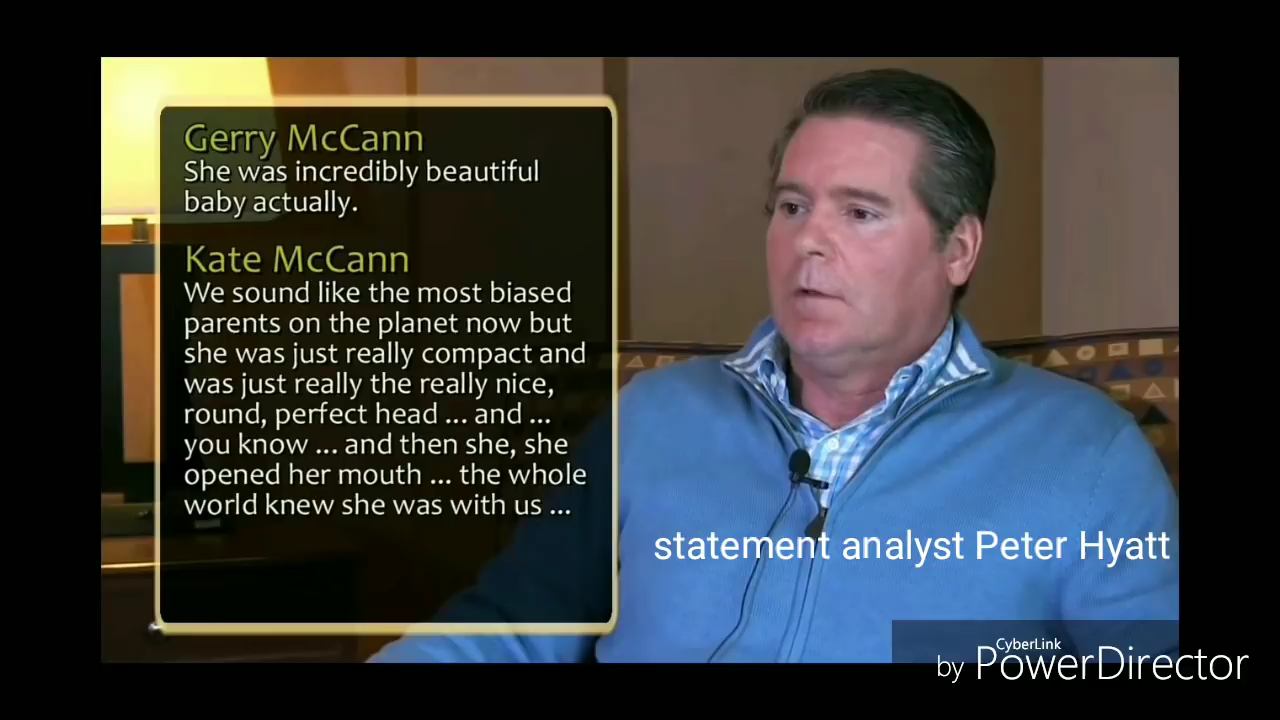 Gerry McCann
She was incredibly beautiful
baby actually.
Kate McCann
We sound like the most biased
parents on the planet now but
she was just really compact and
was just really the really nice,
round, perfect head ... and ...
you know ... and then she, she
opened her mouth ... the whole
world knew she was with us ...
statement analyst Peter Hyatt
CyberLink
by PowerDirector